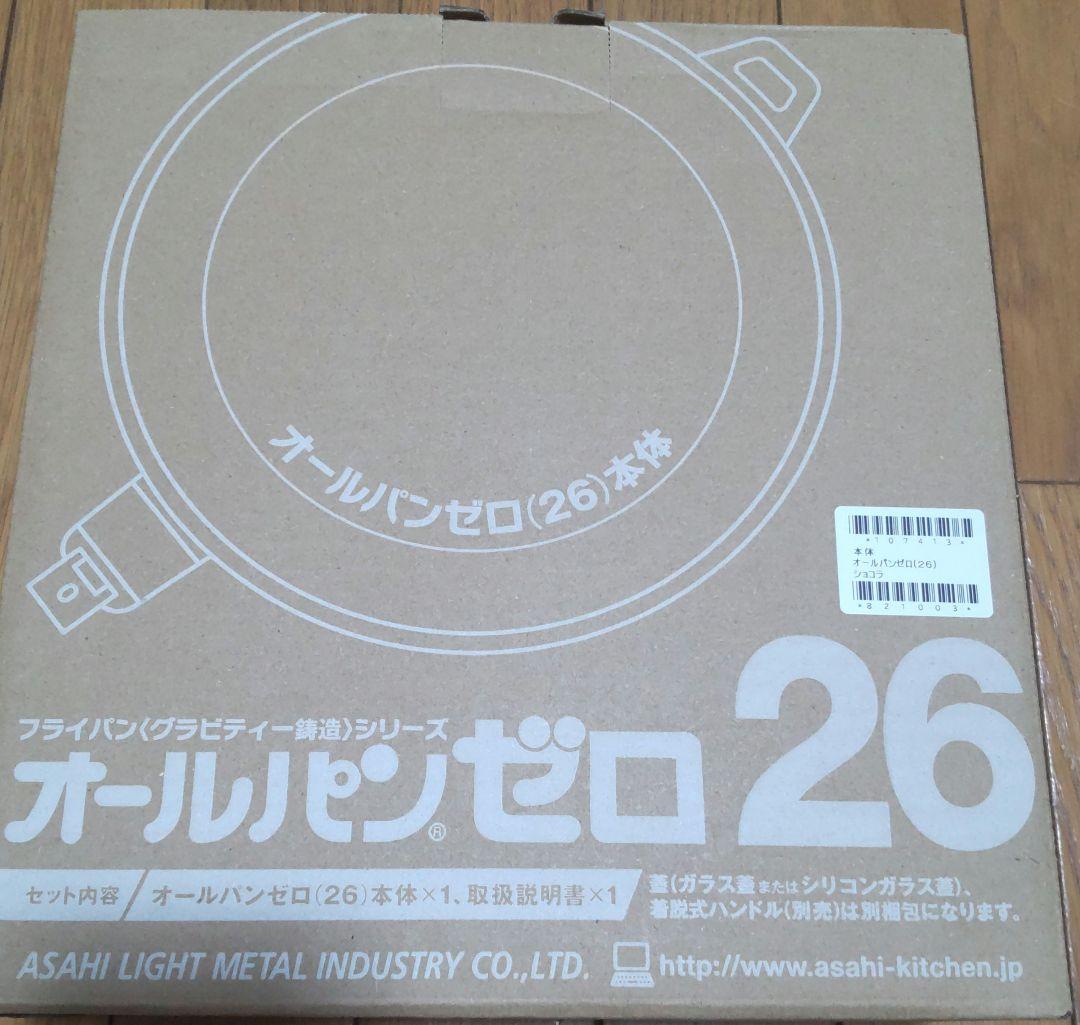 オールパンゼロ(26)本体
*107413*
本体
オールパンゼロ(26)
ショコラ
*821003*
26
フライパン〈グラビティー鋳造〉シリーズ
オールパン®ゼロ
セット内容/オールパンゼロ(26)本体×1、取扱説明書×1
蓋(ガラス蓋またはシリコンガラス蓋)、
着脱式ハンドル(別売)は別梱包になります。
ASAHI LIGHT METAL INDUSTRY CO.,LTD.
http://www.asahi-kitchen.jp